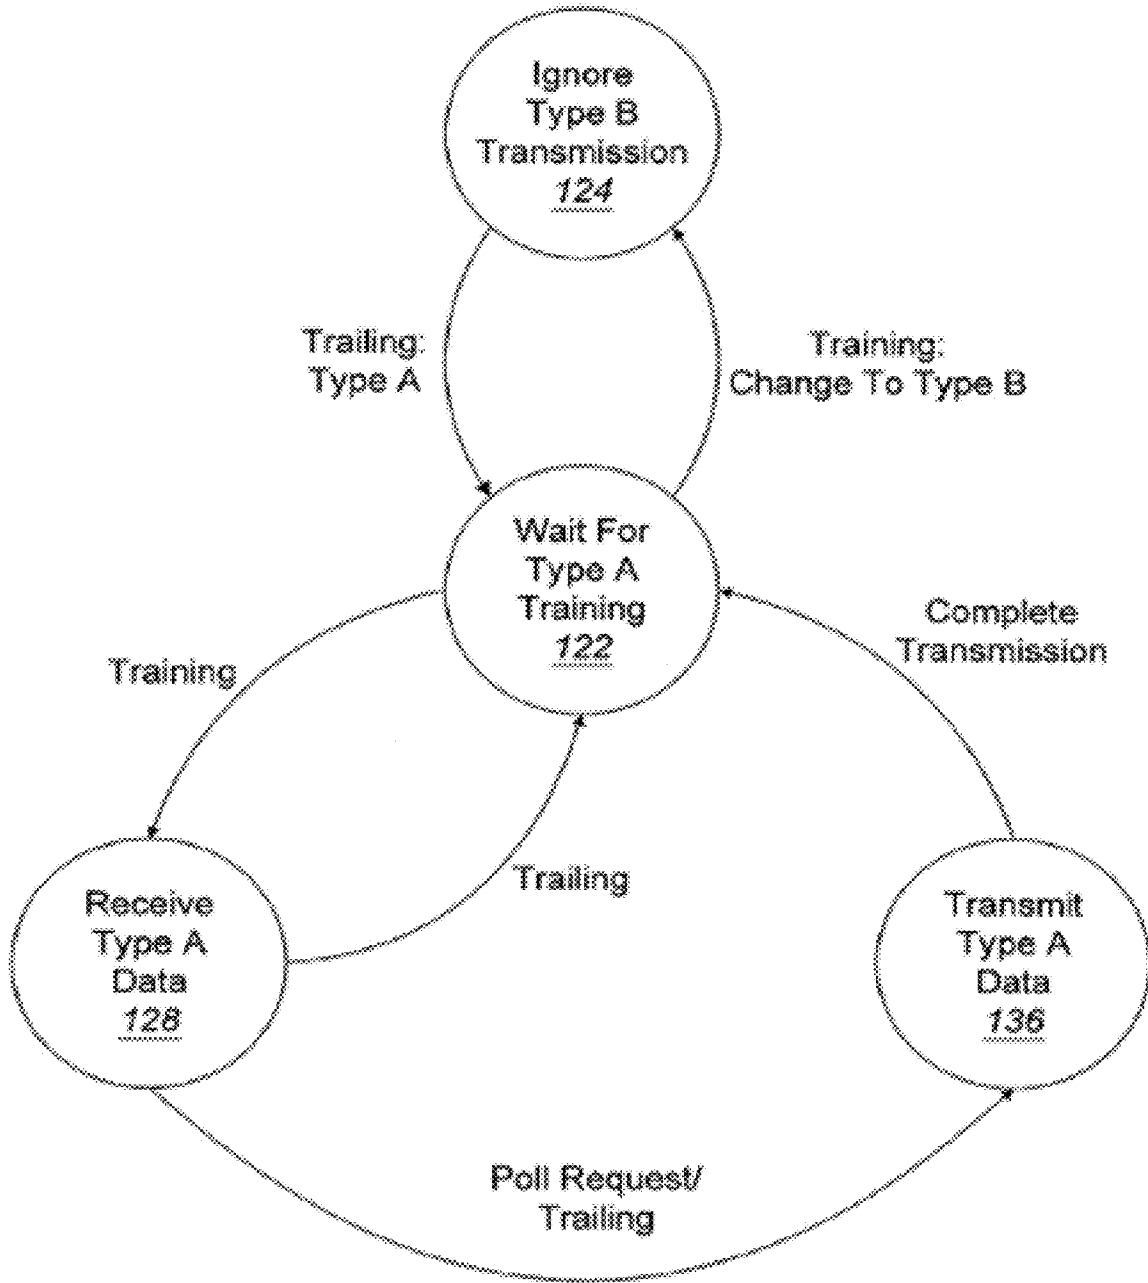 Ignore
Type B
Transmission
124
Trailing:
Type A
Training:
Change To Type B
Wait For
Type A
Training
122
Complete
Transmission
Training
Trailing
Receive
Type A
Data
128
Transmit
Type A
Data
136
Poll Request/
Trailing